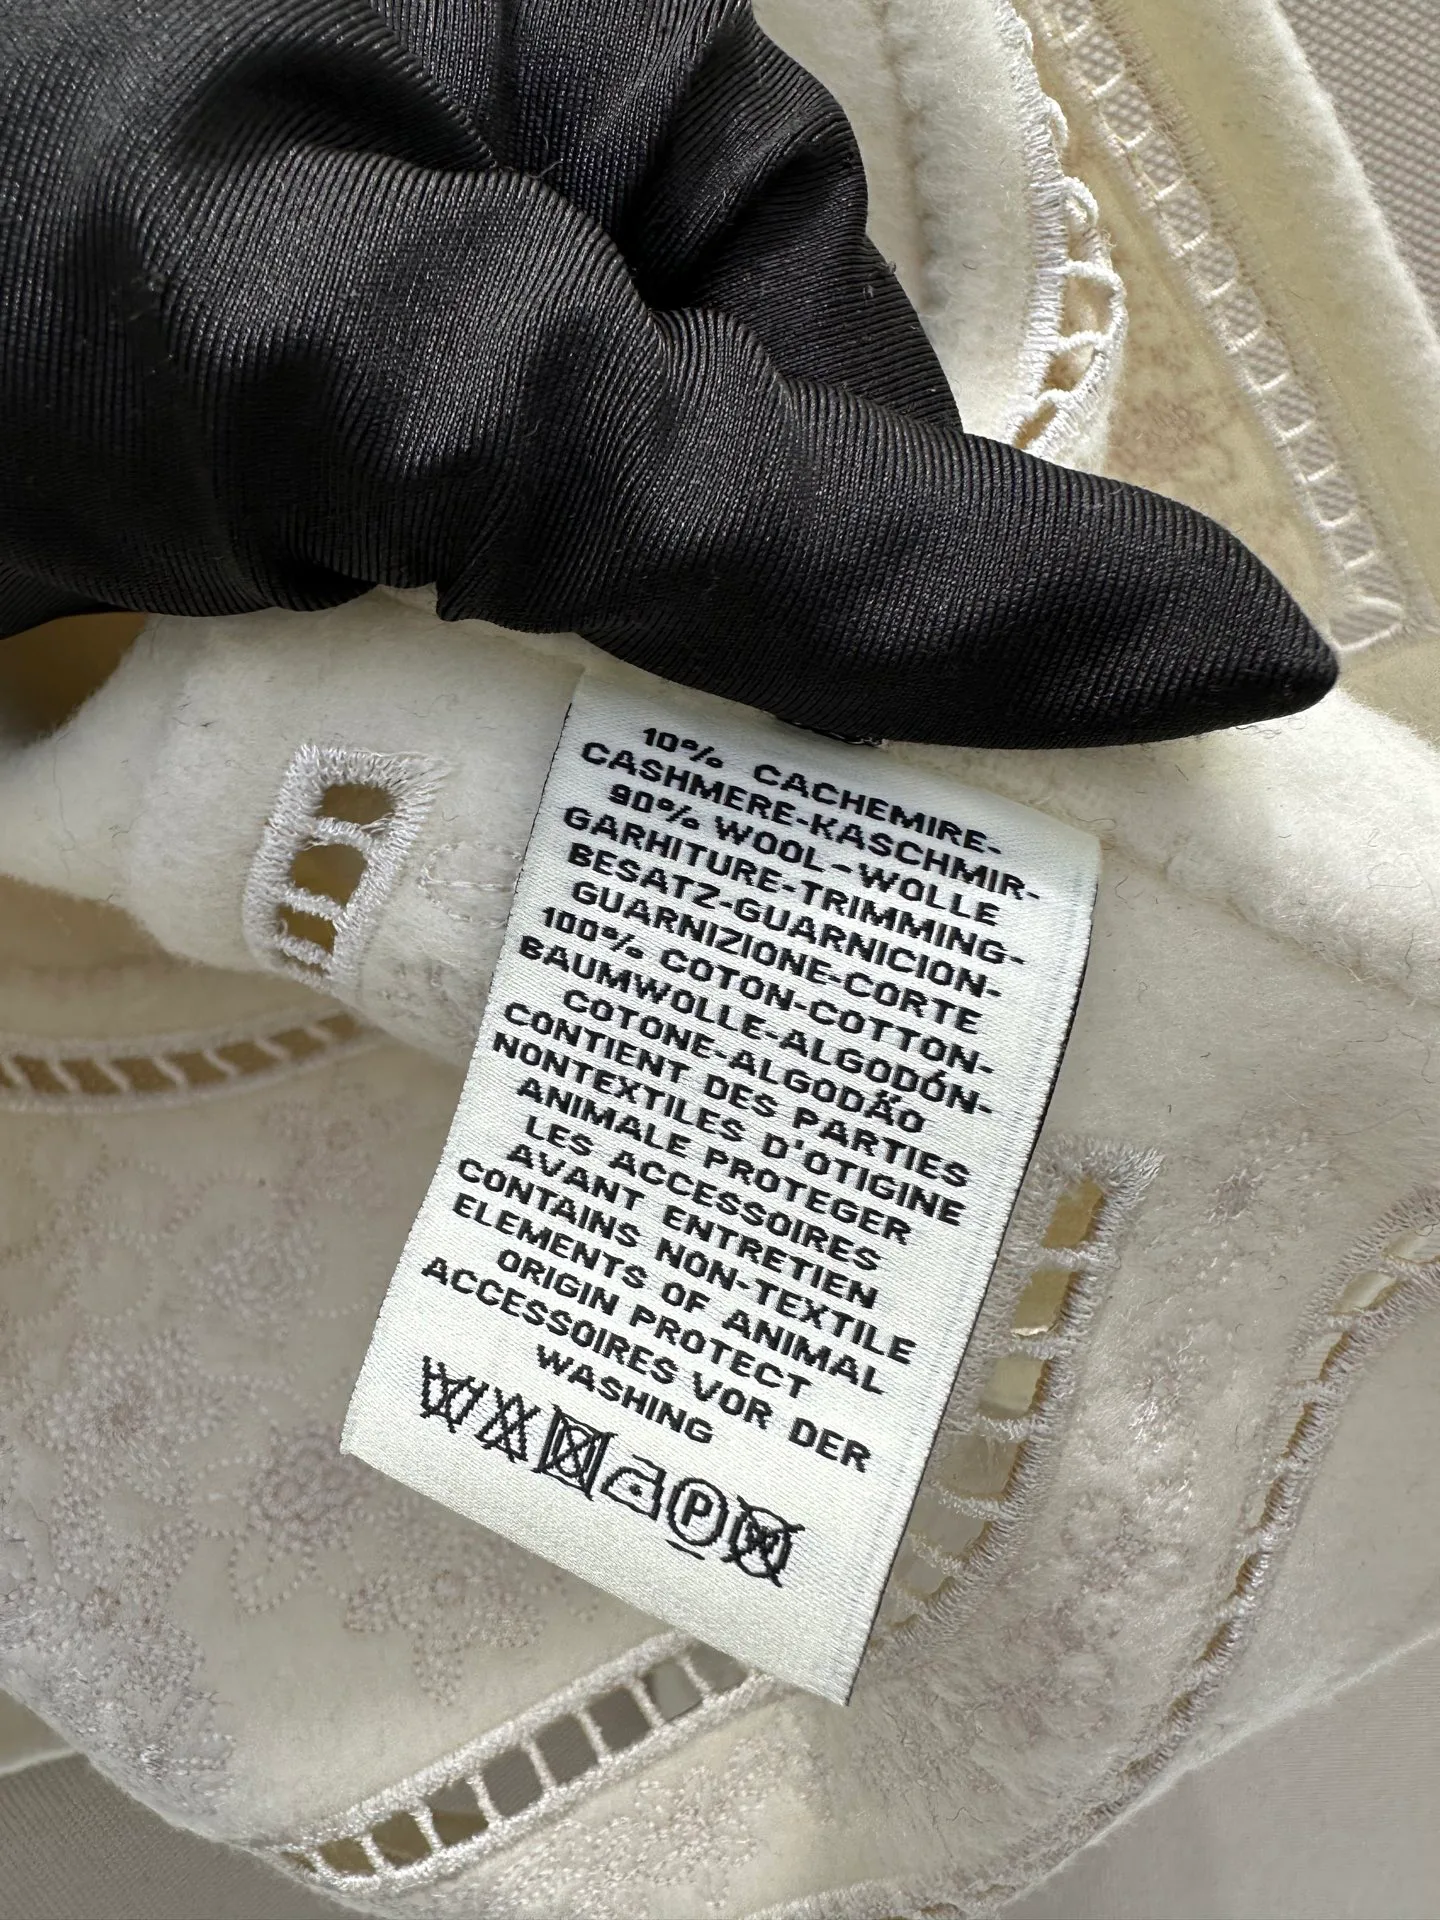 10% CACHEMIRE-
CASHMERE-KASCHMIR-
90% WOOL-WOLLE
GARHITURE-TRIMMING-
BESATZ-GUARNICION-
GUARNIZIONE-CORTE
100% COTON-COTTON-
BAUMWOLLE-ALGODÓN-
COTONE-ALGODÃO
CONTIENT DES PARTIES
NONTEXTILES D'OTIGINE
ANIMALE PROTEGER
LES ACCESSOIRES
AVANT ENTRETIEN
CONTAINS NON-TEXTILE
ELEMENTS OF ANIMAL
ORIGIN PROTECT
ACCESSOIRES VOR DER
WASHING
P W